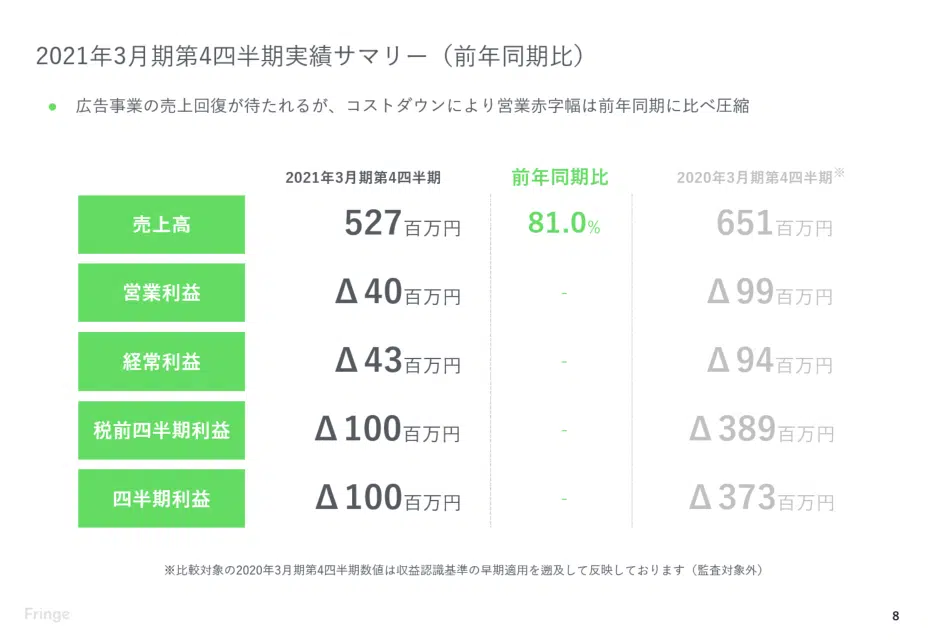 2021年3月期第4四半期実績サマリー（前年同期比）
● 広告事業の売上回復が待たれるが、コストダウンにより営業赤字幅は前年同期に比べ圧縮
2021年3月期第4四半期 前年同期比 2020年3月期第4四半期※
売上高 527百万円 81.0% 651百万円
営業利益 Δ40百万円 - Δ99百万円
経常利益 Δ43百万円 - Δ94百万円
税前四半期利益 Δ100百万円 - Δ389百万円
四半期利益 Δ100百万円 - Δ373百万円
※比較対象の2020年3月期第4四半期数値は収益認識基準の早期適用を遡及して反映しております（監査対象外）
Fringe 8